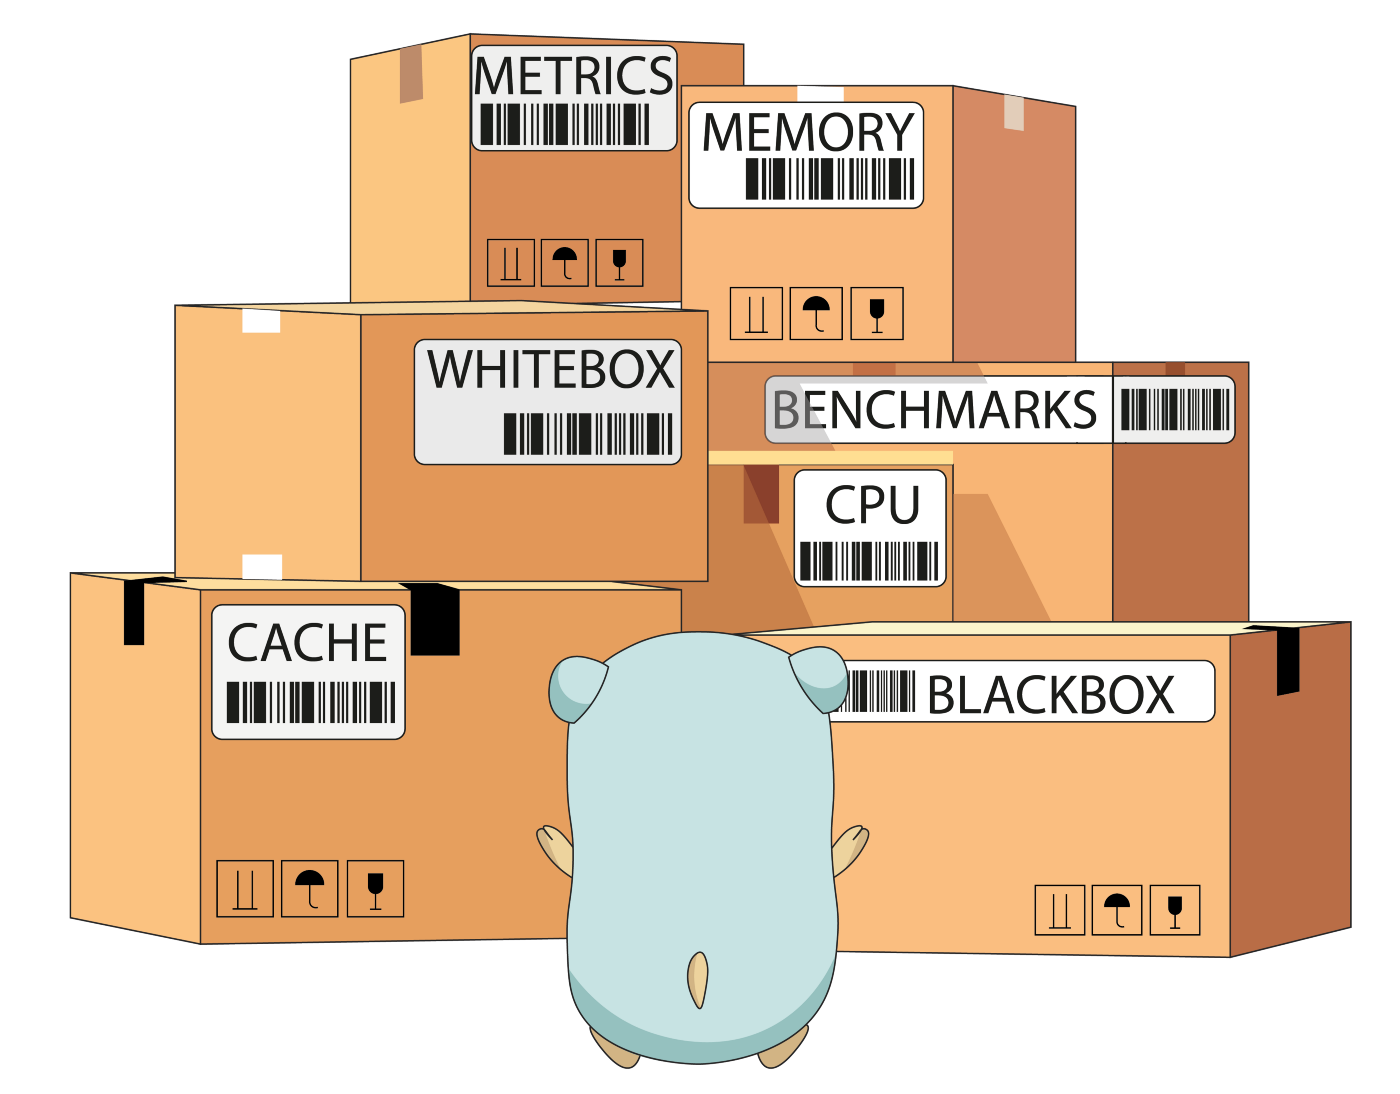 METRICS
MEMORY
WHITEBOX
BENCHMARKS
CPU
CACHE
BLACKBOX